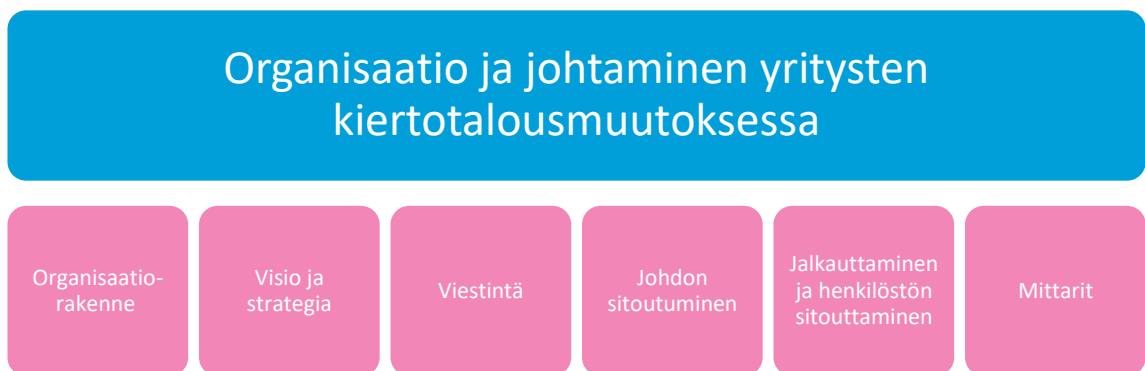 Organisaatio ja johtaminen yritysten
kiertotalousmuutoksessa
Organisaatio-
rakenne
Visio ja
strategia
Viestintä
Johdon
sitoutuminen
Jalkauttaminen
ja henkilöstön
sitouttaminen
Mittarit